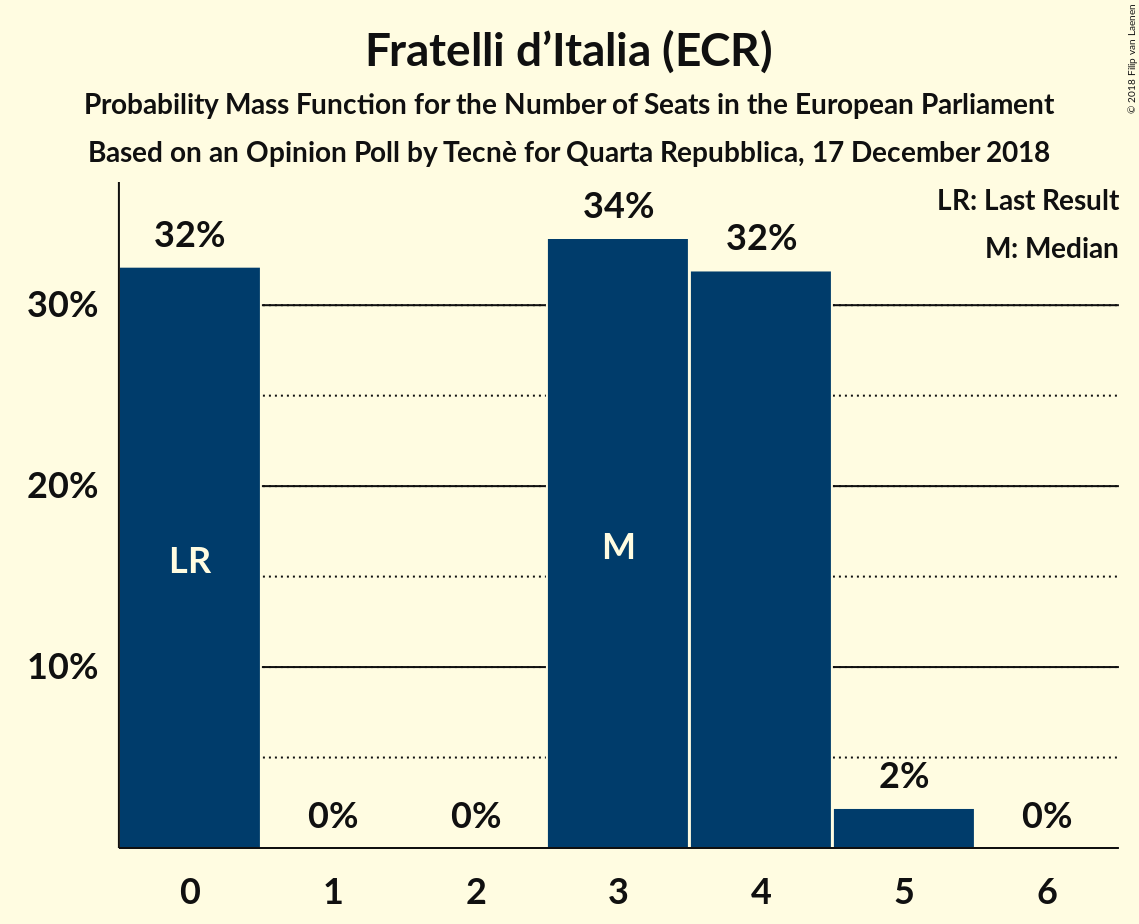 Fratelli d’Italia (ECR)
Probability Mass Function for the Number of Seats in the European Parliament
Based on an Opinion Poll by Tecnè for Quarta Repubblica, 17 December 2018
© 2018 Filip van Laenen
LR: Last Result
M: Median
32%
34%
32%
30%
20%
LR
M
10%
0%
0%
2%
0%
0
1
2
3
4
5
6